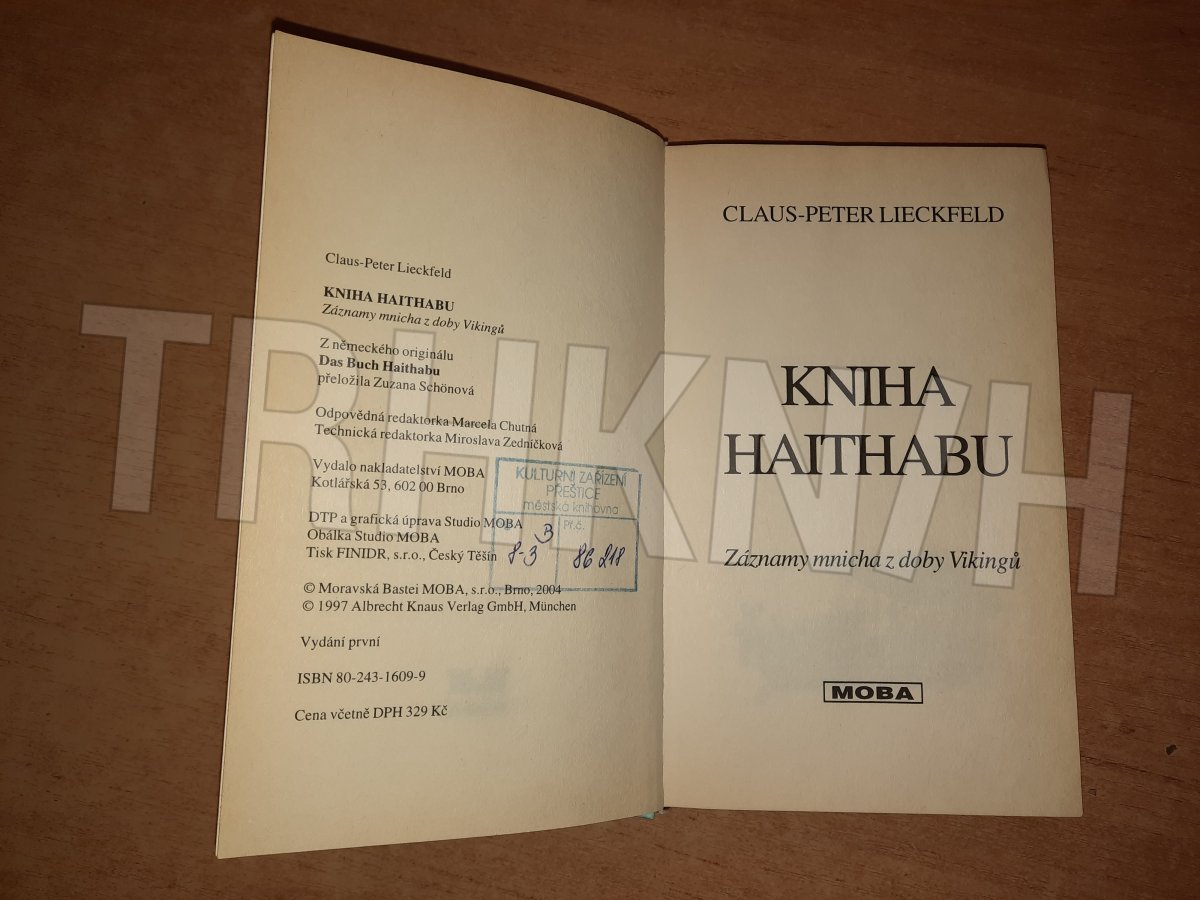 Claus-Peter Lieckfeld
KNIHA HAITHABU
Záznamy mnicha z doby Vikingů
Z německého originálu
Das Buch Haithabu
přeložila Zuzana Schönová
Odpovědná redaktorka Marcela Chutná
Technická redaktorka Miroslava Zedníčková
Vydalo nakladatelství MOBA
Kotlářská 53, 602 00 Brno
DTP a grafická úprava Studio MOBA
Obálka Studio MOBA
Tisk FINIDR, s.r.o., Český Těšín
© Moravská Bastei MOBA, s.r.o., Brno, 2004
© 1997 Albrecht Knaus Verlag GmbH, München
Vydání první
ISBN 80-243-1609-9
Cena včetně DPH 329 Kč
KULTURNÍ ZAŘÍZENÍ
PŘEŠTICE
městská knihovna
Př.č.
B
8-3
86 218
CLAUS-PETER LIECKFELD
KNIHA
HAITHABU
Záznamy mnicha z doby Vikingů
MOBA
TRHKNIH